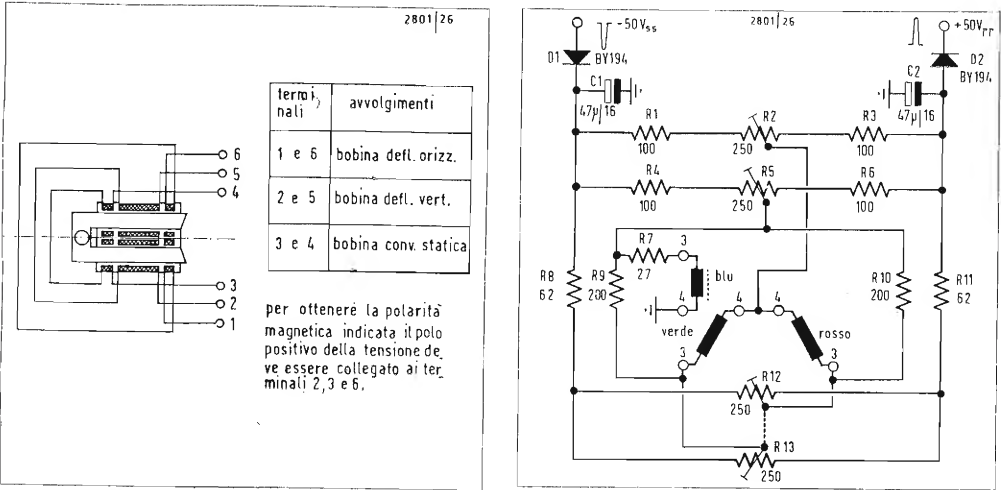 2801|26
termi, nali
avvolgimenti
1 e 6
bobina defl. orizz.
2 e 5
bobina defl. vert.
3 e 4
bobina conv. statica
6
5
4
3
2
1
per ottenere la polarità
magnetica indicata il polo
positivo della tensione de_
ve essere collegato ai ter_
minali 2,3 e 6.
2801|26
-50Vss
+50Vrr
D1
BY194
D2
BY194
C1
47µ|16
C2
47µ|16
R1
100
R2
250
R3
100
R4
100
R5
250
R6
100
R7
27
3
blu
4
R8
62
R9
200
R10
200
R11
62
verde
4
4
rosso
3
3
R12
250
R13
250